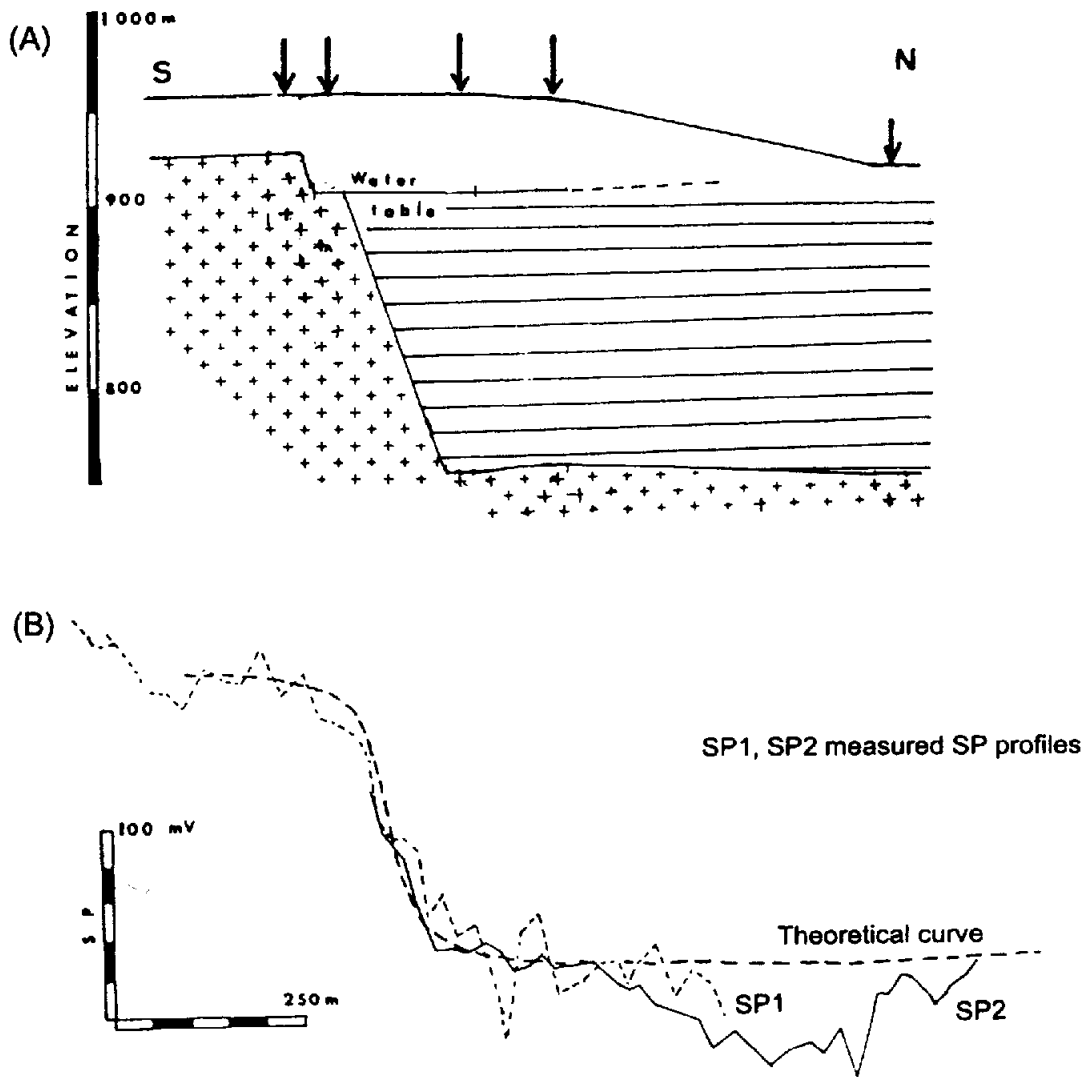 (A)
1000m
S
N
Water
table
900
ELEVATION
800
(B)
SP1, SP2 measured SP profiles
100 mV
SP
Theoretical curve
250m
SP1
SP2